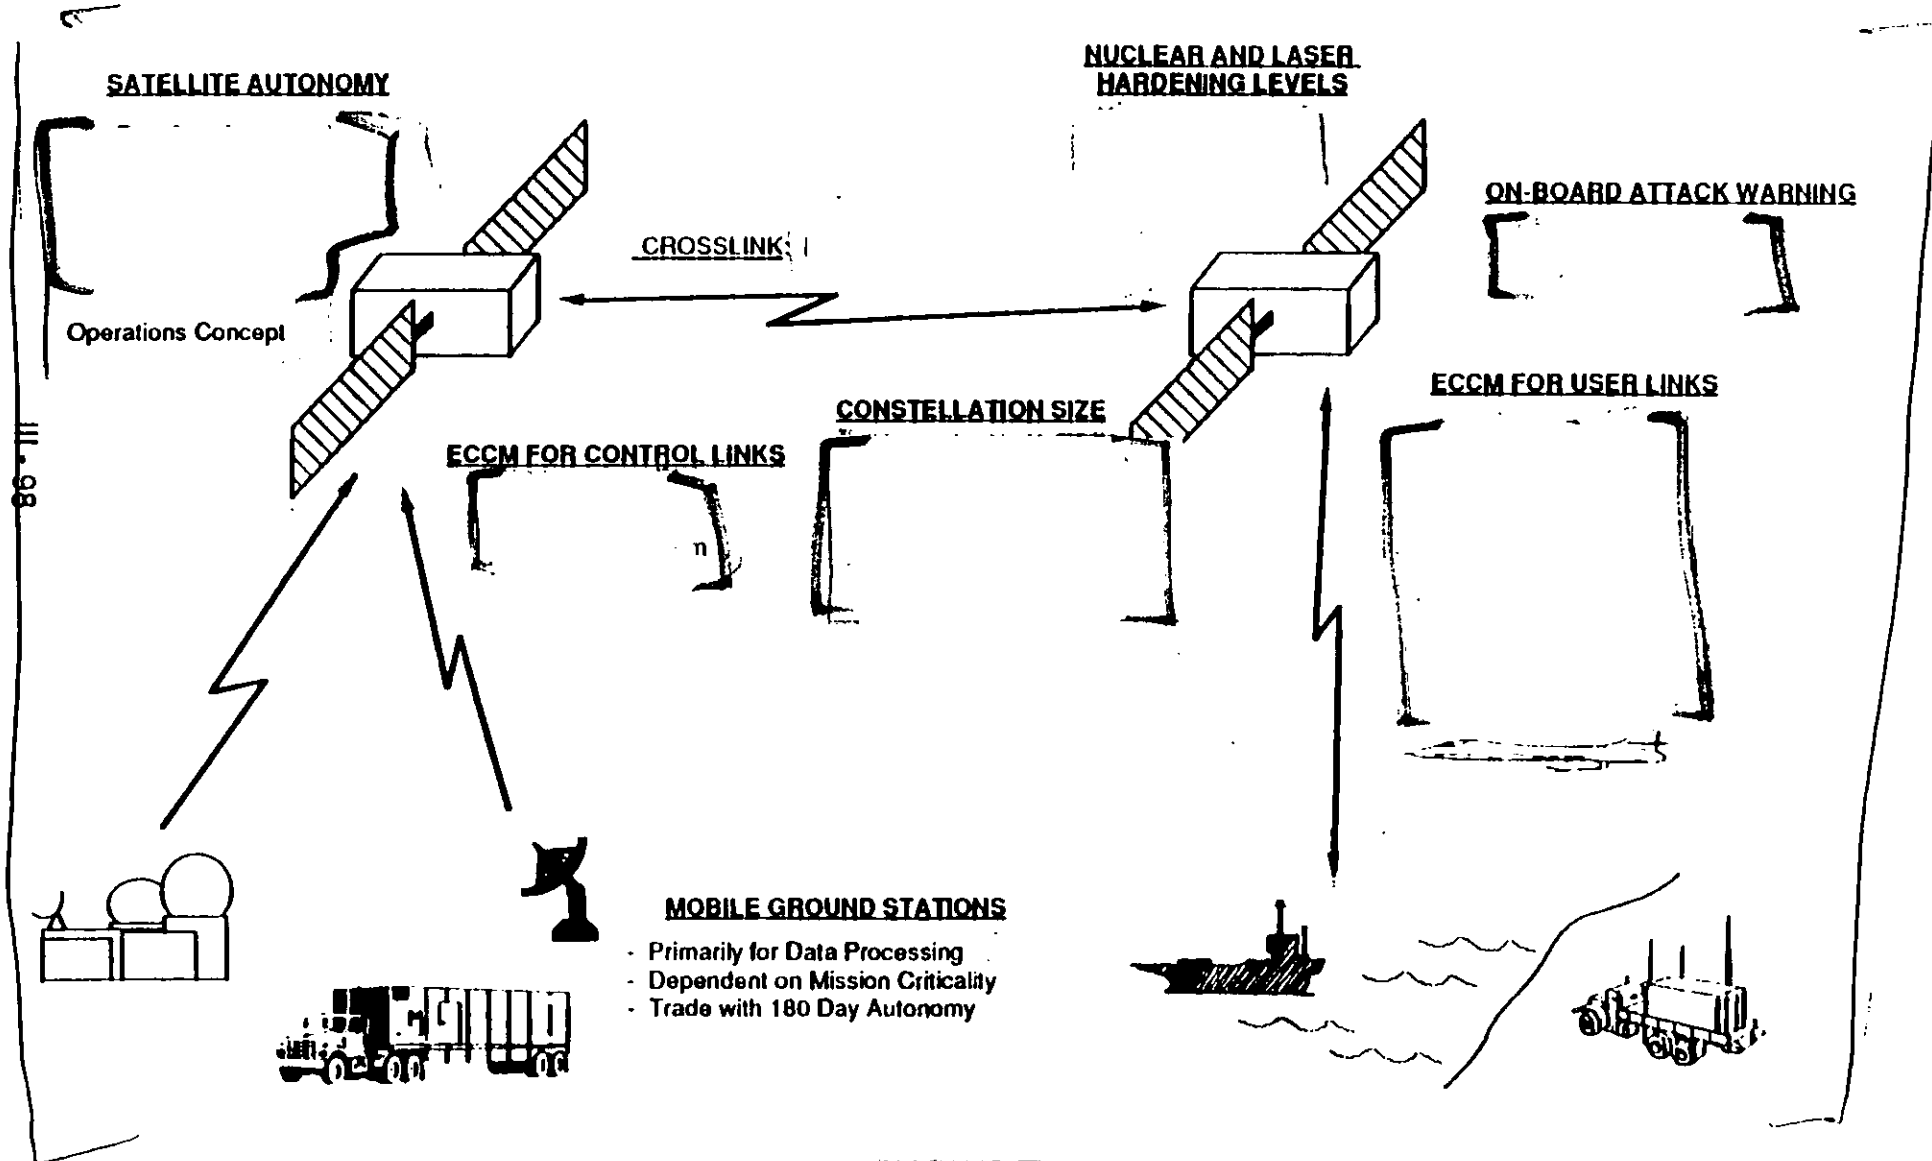 SATELLITE AUTONOMY
Operations Concept
NUCLEAR AND LASER
HARDENING LEVELS
ON-BOARD ATTACK WARNING
CROSSLINK
ECCM FOR USER LINKS
CONSTELLATION SIZE
ECCM FOR CONTROL LINKS
n
III - 98
MOBILE GROUND STATIONS
- Primarily for Data Processing
- Dependent on Mission Criticality
- Trade with 180 Day Autonomy